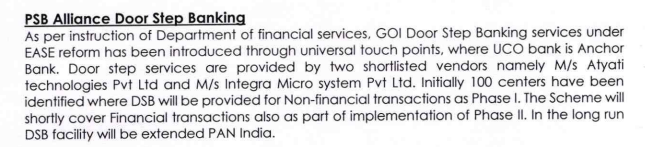 PSB Alliance Door Step Banking
As per instruction of Department of financial services, GOI Door Step Banking services under
EASE reform has been introduced through universal touch points, where UCO bank is Anchor
Bank. Door step services are provided by two shortlisted vendors namely M/s Atyati
technologies Pvt Ltd and M/s Integra Micro system Pvt Ltd. Initially 100 centers have been
identified where DSB will be provided for Non-financial transactions as Phase I. The Scheme will
shortly cover Financial transactions also as part of implementation of Phase II. In the long run
DSB facility will be extended PAN India.